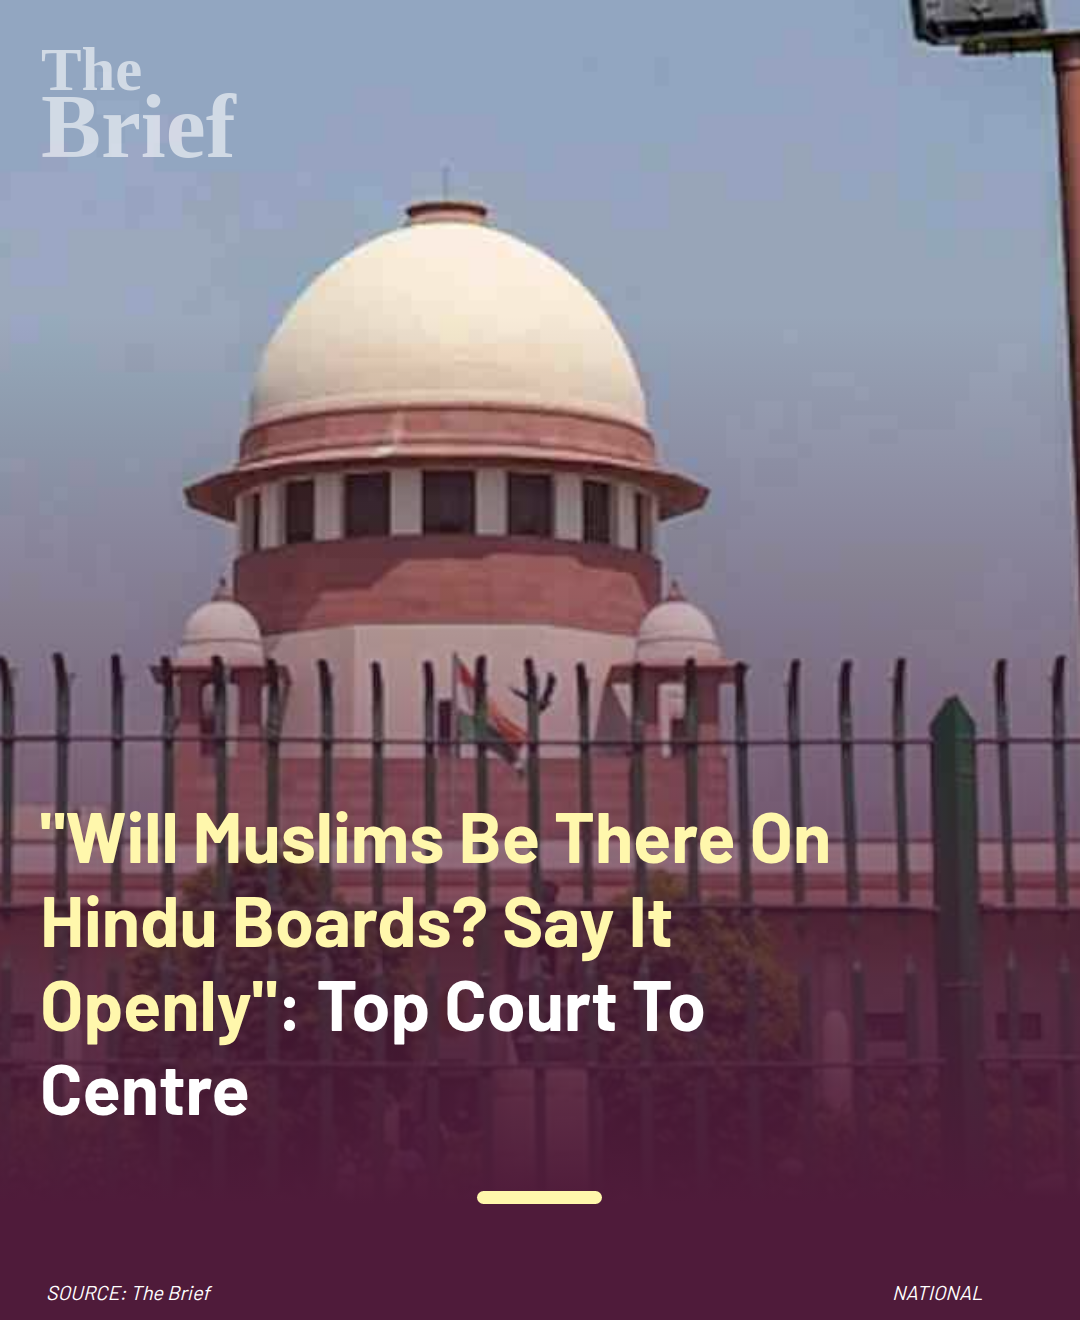 The
Brief
"Will Muslims Be There On
Hindu Boards? Say It
Openly": Top Court To
Centre
SOURCE: The Brief
NATIONAL